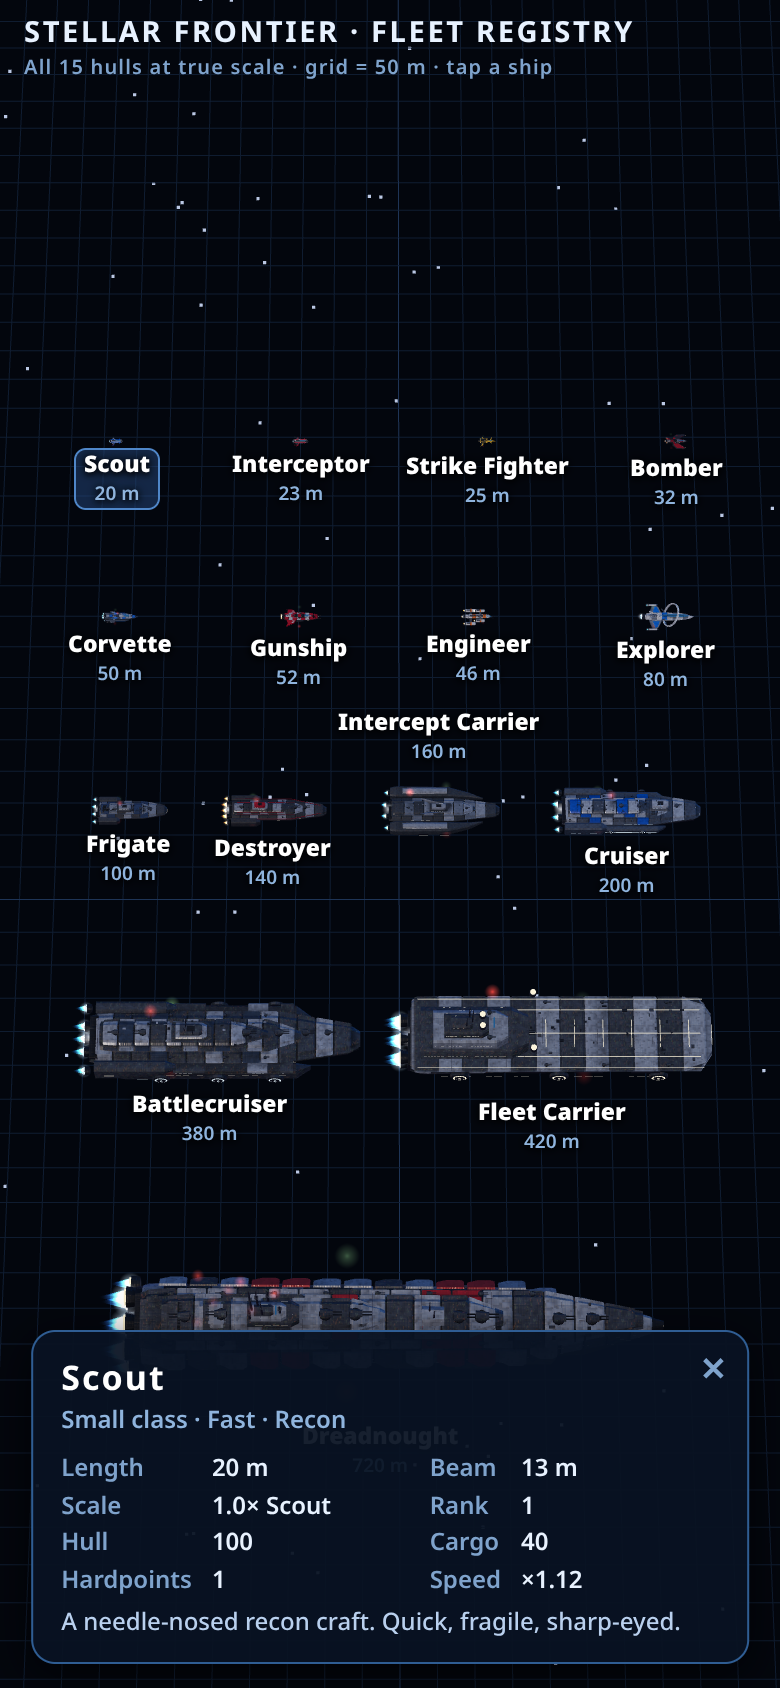 STELLAR FRONTIER · FLEET REGISTRY
All 15 hulls at true scale · grid = 50 m · tap a ship
Scout
20 m
Interceptor
23 m
Strike Fighter
25 m
Bomber
32 m
Corvette
50 m
Gunship
52 m
Engineer
46 m
Explorer
80 m
Intercept Carrier
160 m
Frigate
100 m
Destroyer
140 m
Cruiser
200 m
Battlecruiser
380 m
Fleet Carrier
420 m
Scout
×
Small class · Fast · Recon
Dreadnought
720 m ·
Length 20 m Beam 13 m
Scale 1.0× Scout Rank 1
Hull 100 Cargo 40
Hardpoints 1 Speed ×1.12
A needle-nosed recon craft. Quick, fragile, sharp-eyed.